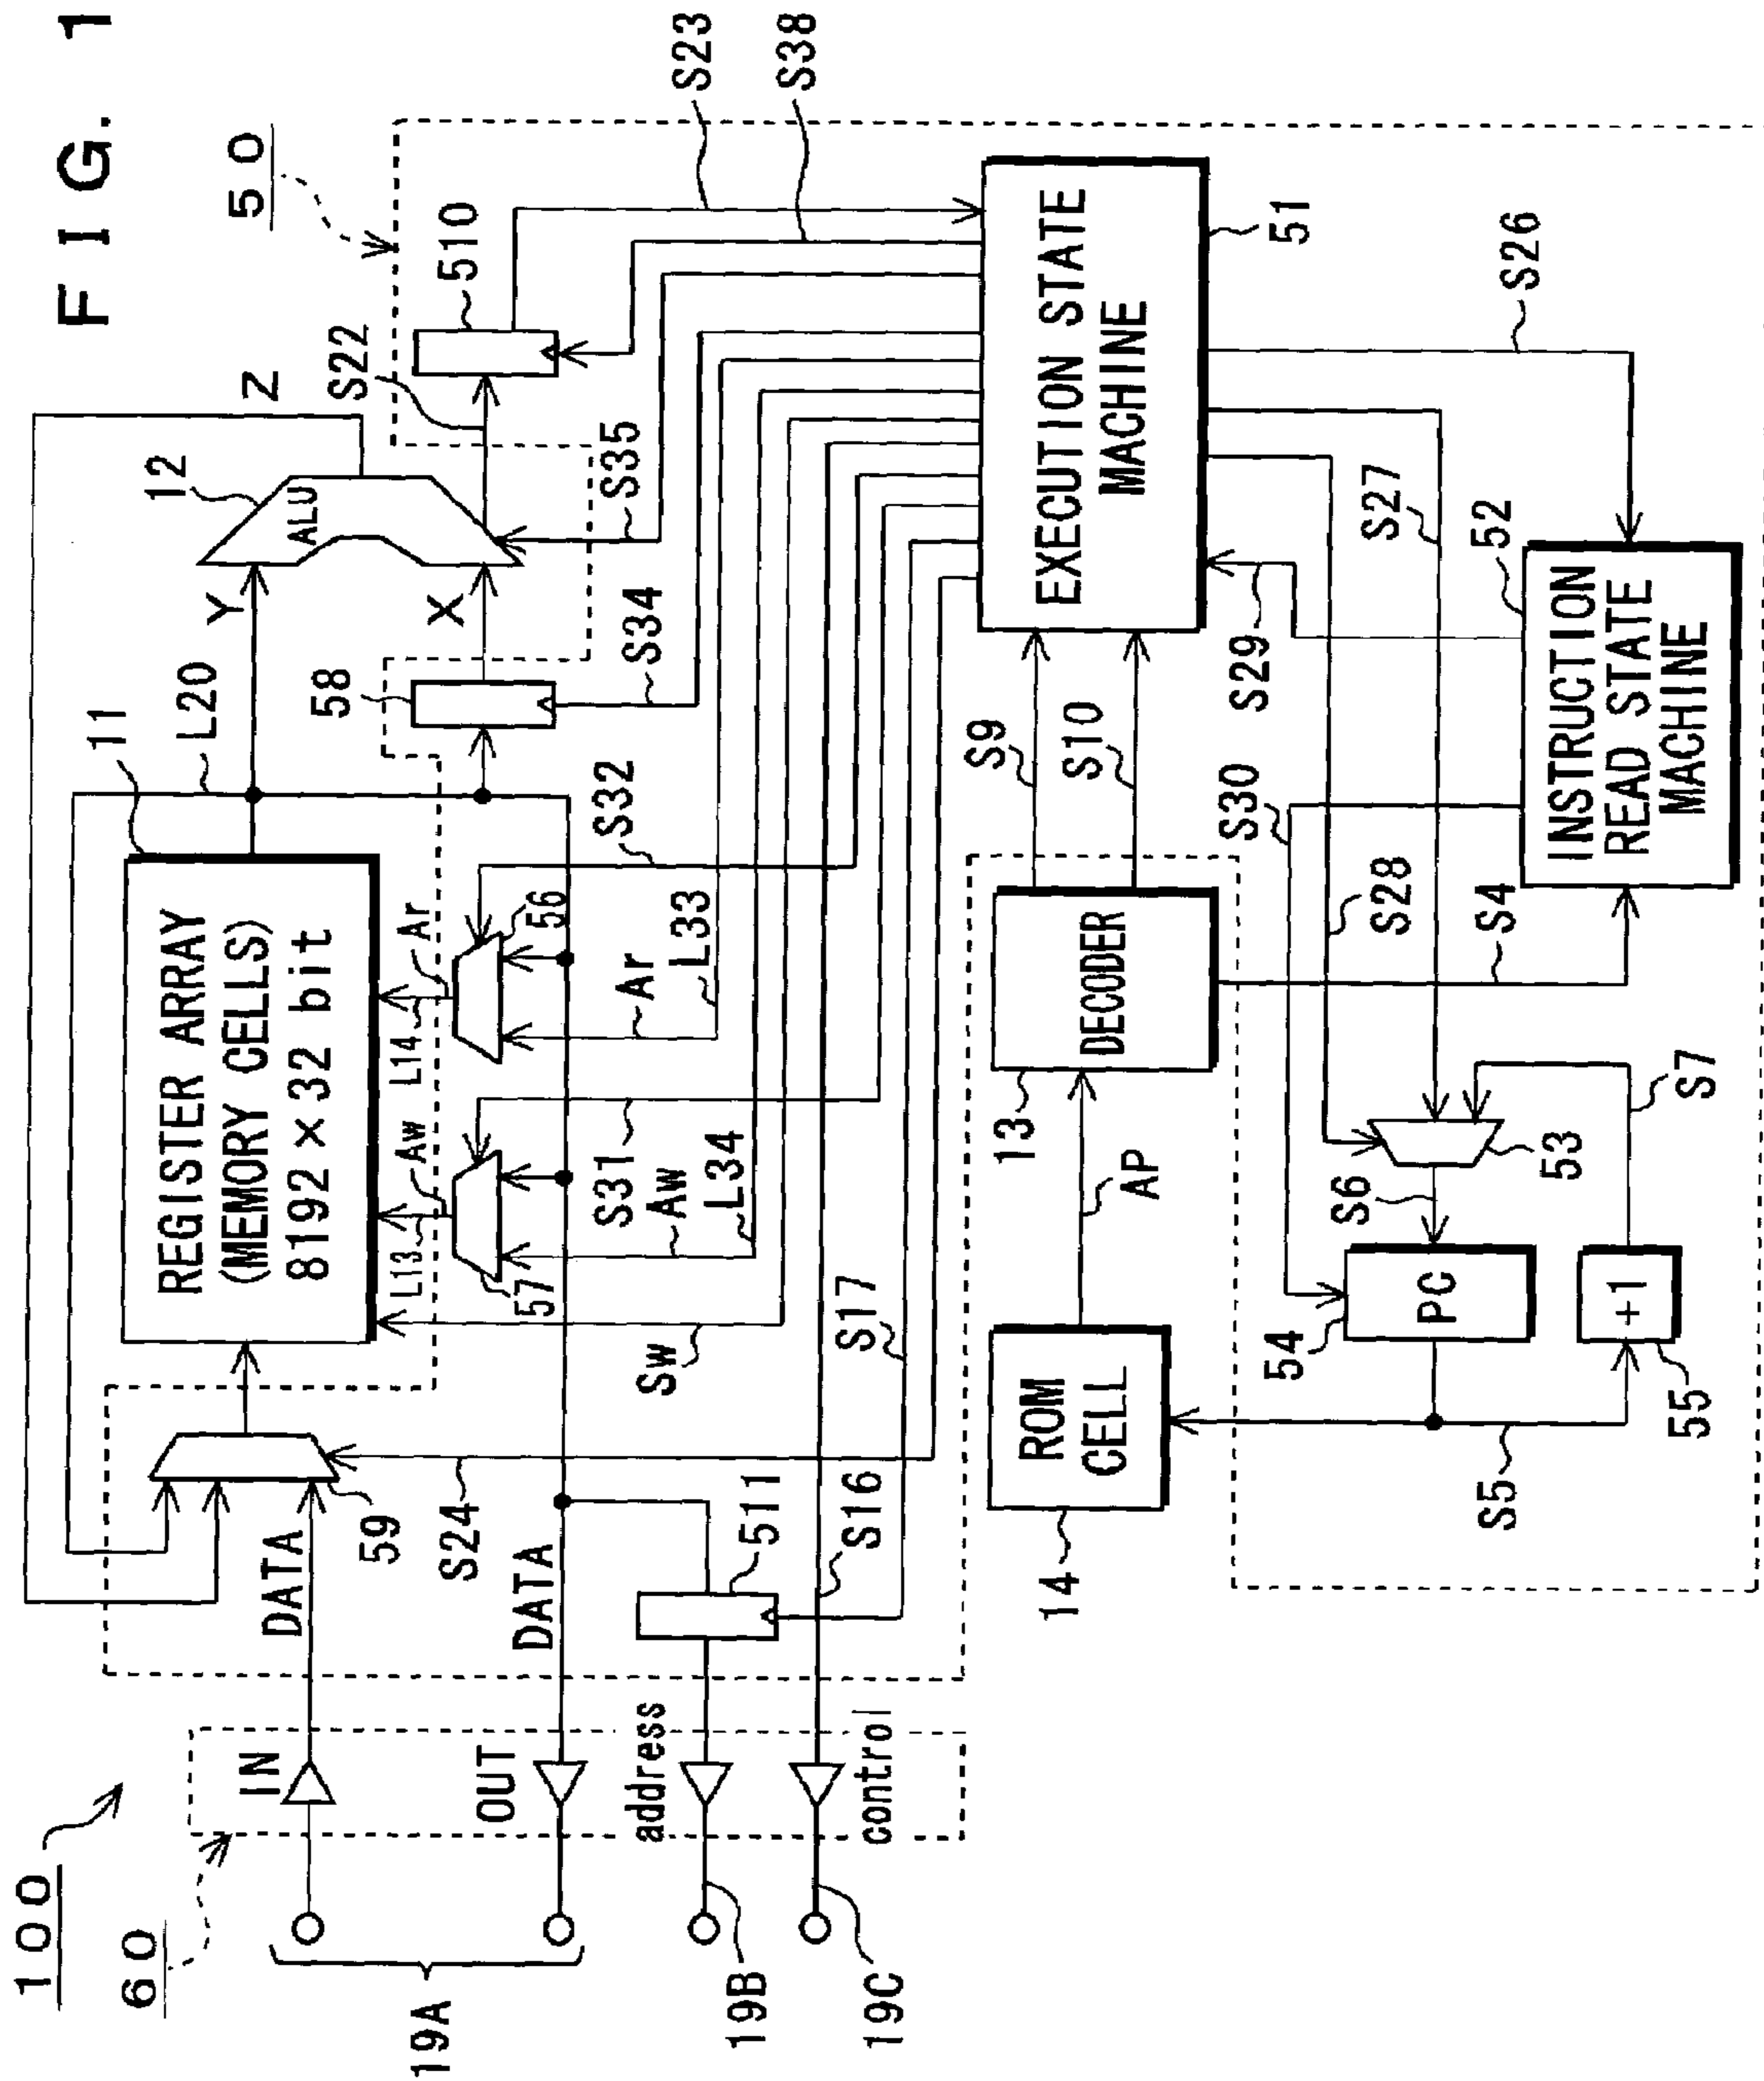 FIG. 1
100
60
50
19A
19B
19C
IN
OUT
address
control
DATA
DATA
59
REGISTER ARRAY
(MEMORY CELLS)
8192×32 bit
11
L20
Y
X
Z
ALU
12
S22
510
S23
S38
S35
58
S34
S32
56
Ar
L14
Ar
L33
Aw
L13
57
S31
Aw
L34
Sw
S24
511
S17
S16
EXECUTION STATE
MACHINE
51
S9
S10
DECODER
13
AP
ROM
CELL
14
S29
S26
S27
S28
S30
S4
52
INSTRUCTION
READ STATE
MACHINE
S7
53
S6
PC
54
+1
55
S5